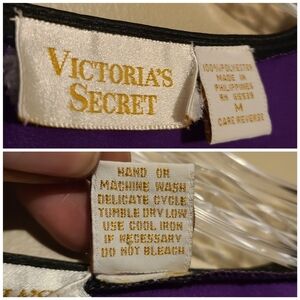 VICTORIA'S
SECRET
100% POLYESTER
MADE IN
PHILIPPINES
M
CARE REVERSE
HAND OR
MACHINE WASH
DELICATE CYCLE
TUMBLE DRY LOW
USE COOL IRON
IF NECESSARY
DO NOT BLEACH